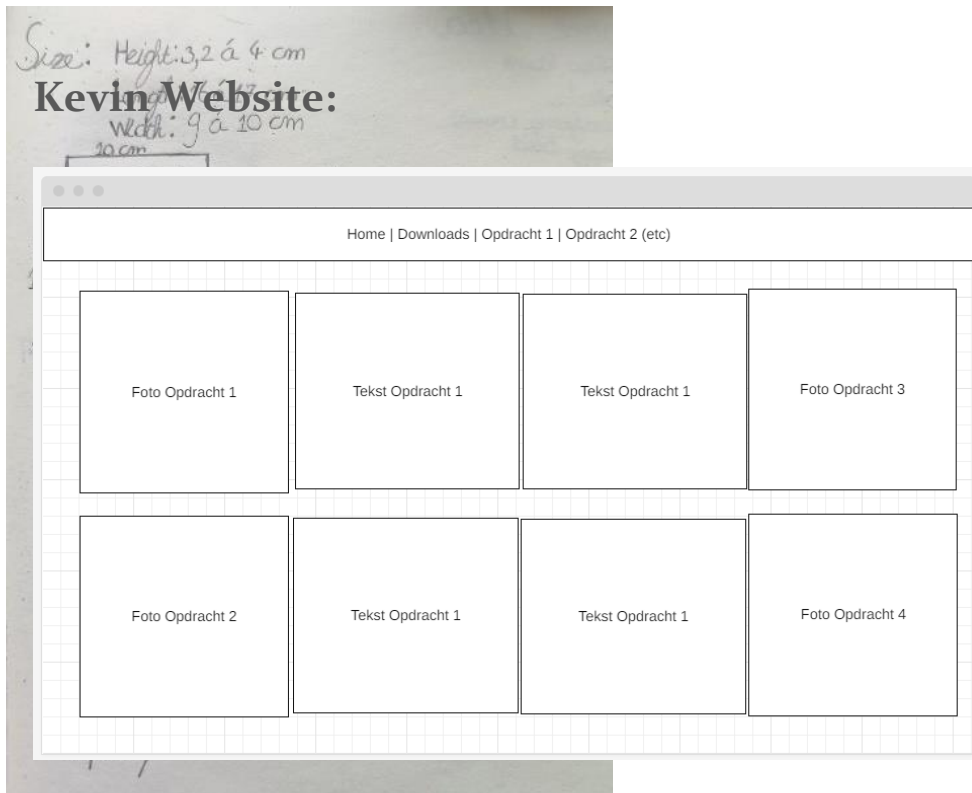 Size: Height: 3,2 á 4 cm
Kevin Website:
Width: 9 á 10 cm
10 cm
Home | Downloads | Opdracht 1 | Opdracht 2 (etc)
Foto Opdracht 1
Tekst Opdracht 1
Tekst Opdracht 1
Foto Opdracht 3
Foto Opdracht 2
Tekst Opdracht 1
Tekst Opdracht 1
Foto Opdracht 4